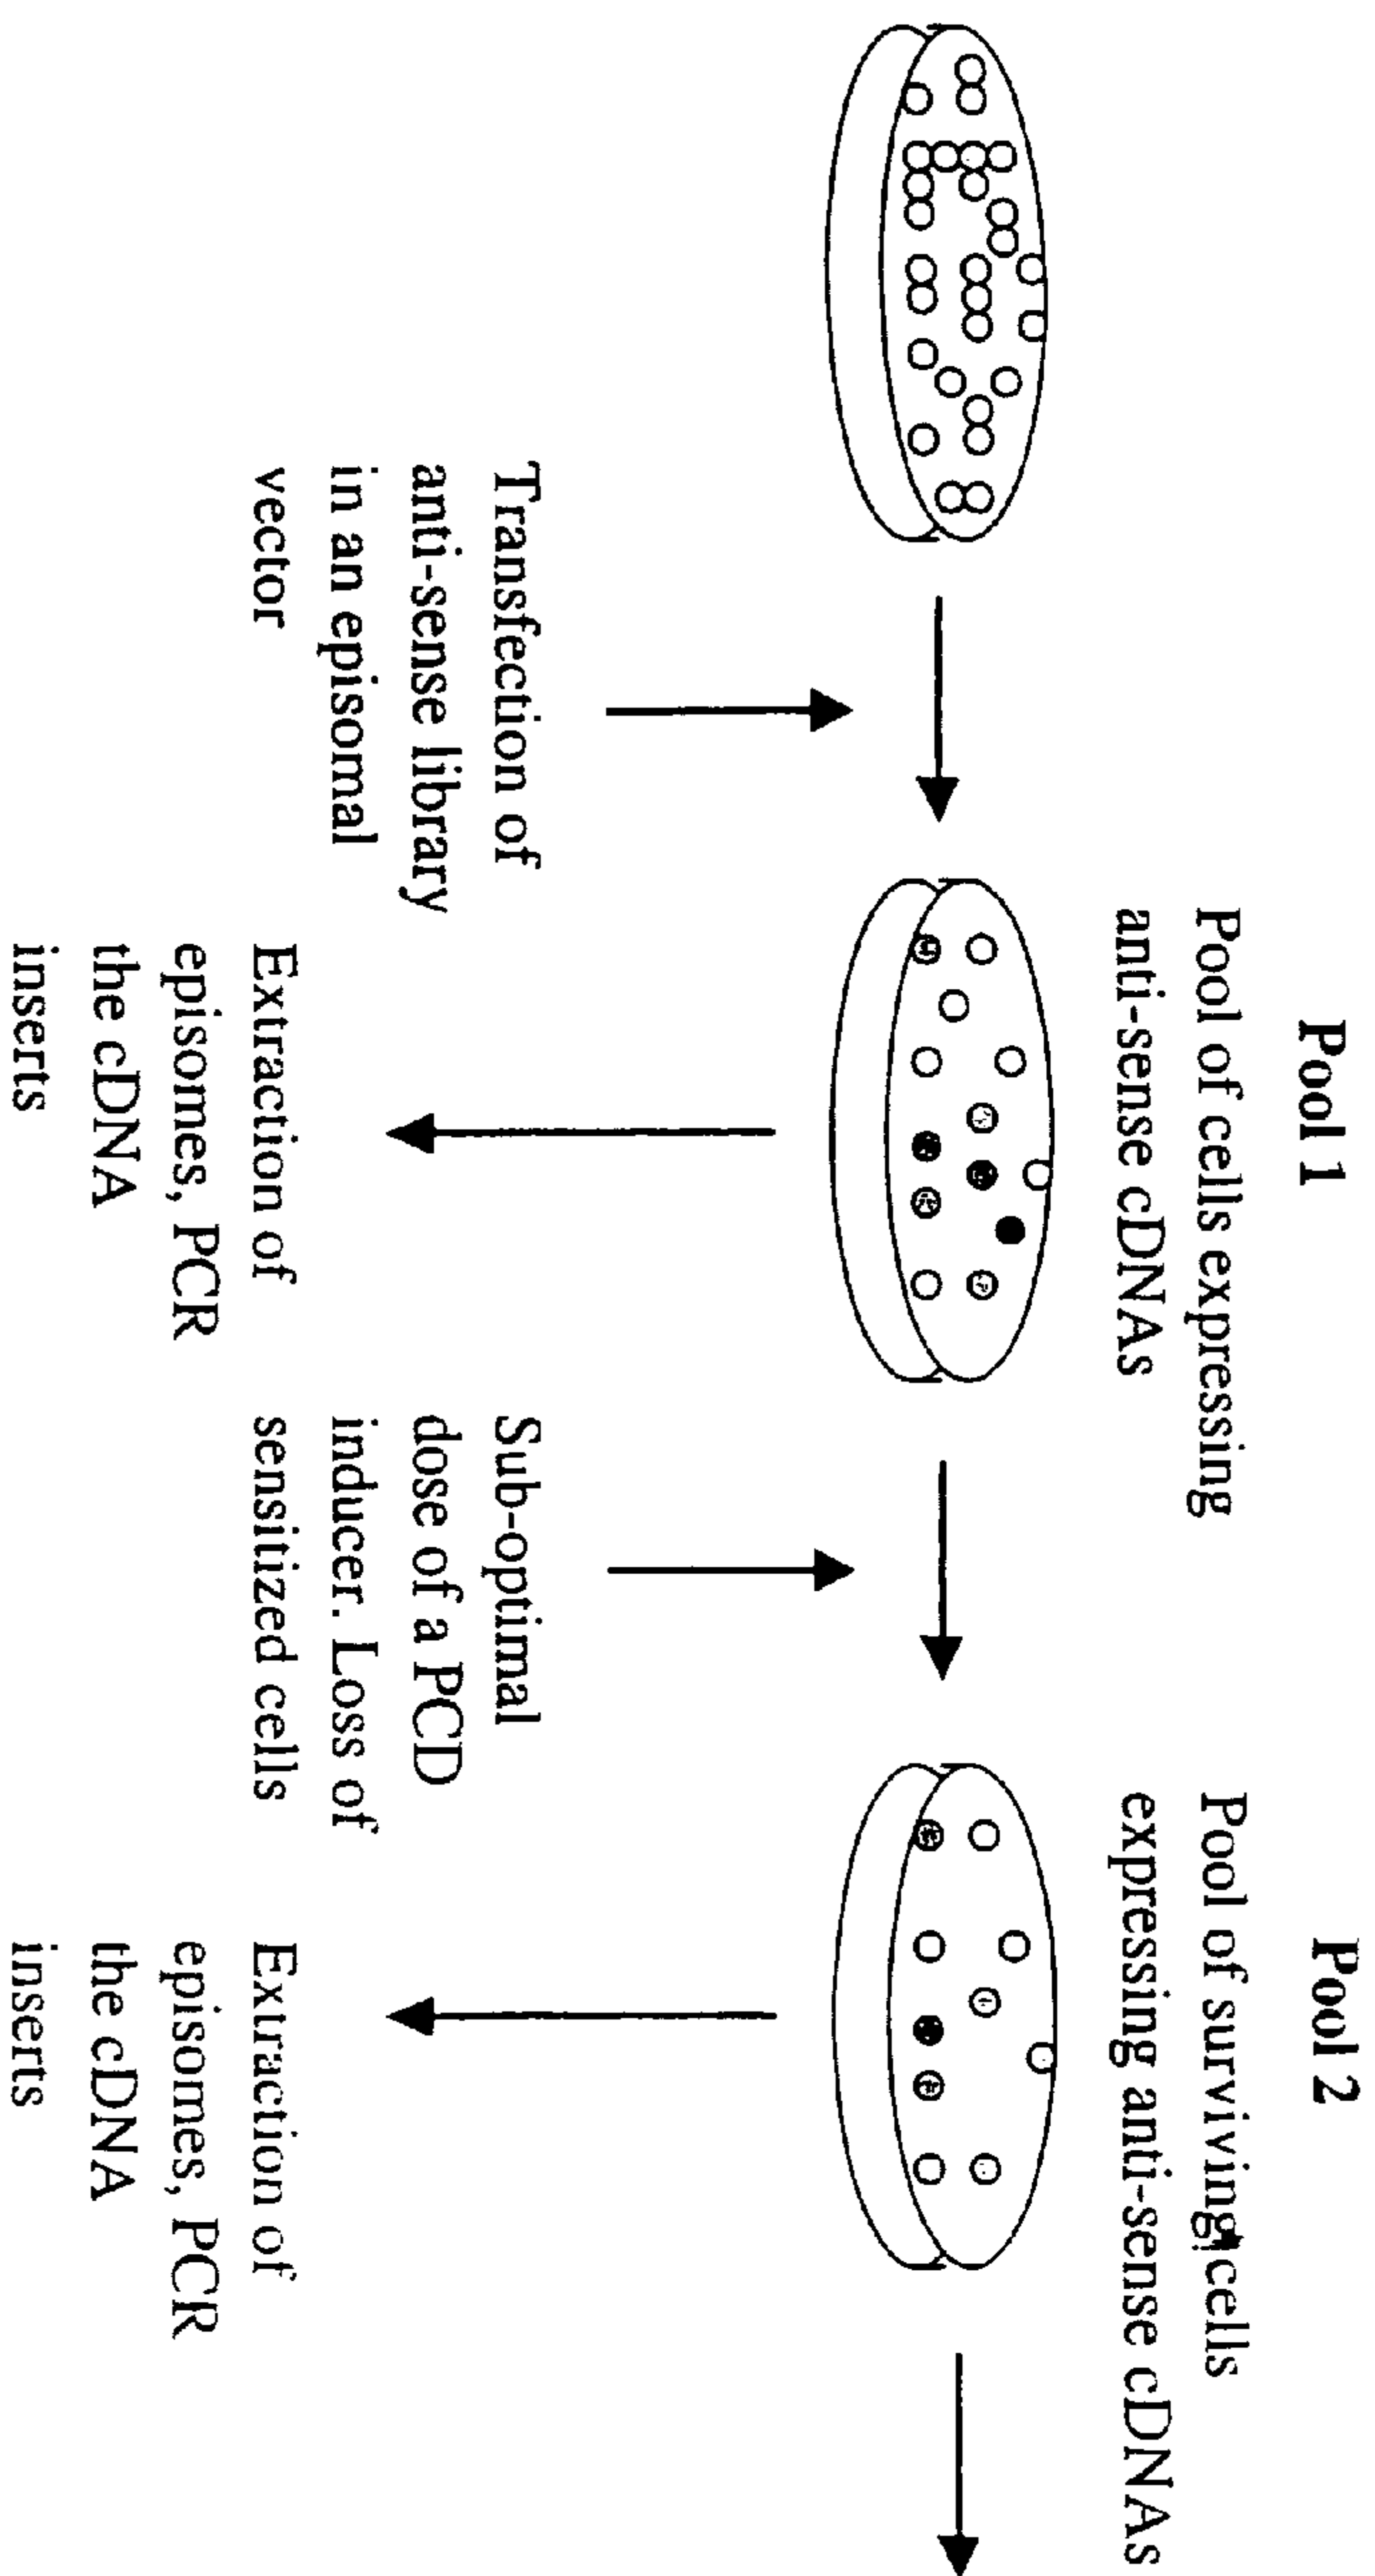 Pool 1
Pool of cells expressing
anti-sense cDNAs
Pool 2
Pool of surviving cells
expressing anti-sense cDNAs
Transfection of
anti-sense library
in an episomal
vector
Extraction of
episomes, PCR
the cDNA
inserts
Sub-optimal
dose of a PCD
inducer. Loss of
sensitized cells
Extraction of
episomes, PCR
the cDNA
inserts